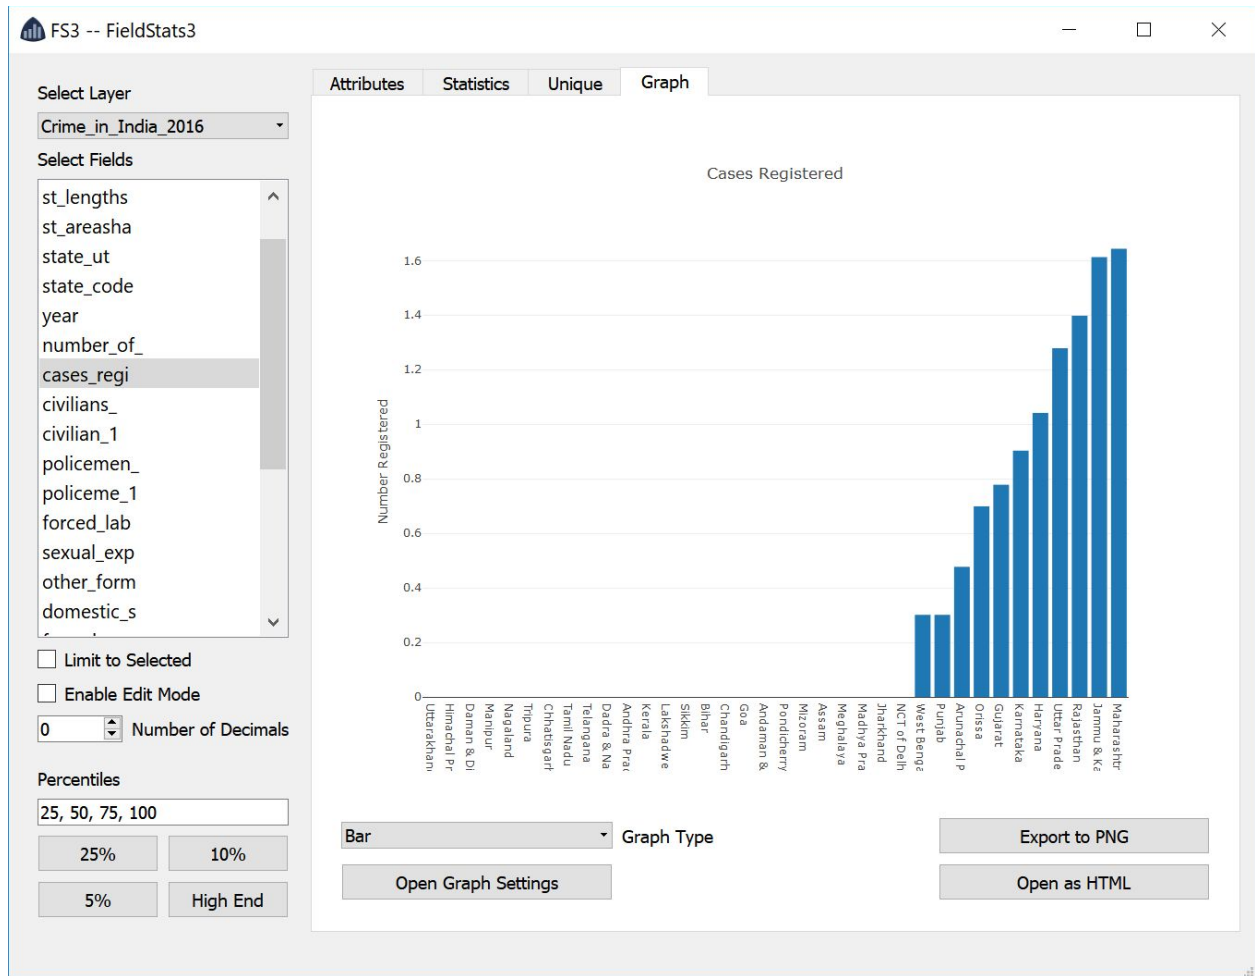 FS3 -- FieldStats3
Select Layer
Crime_in_India_2016
Select Fields
st_lengths
st_areasha
state_ut
state_code
year
number_of_
cases_regi
civilians_
civilian_1
policemen_
policeme_1
forced_lab
sexual_exp
other_form
domestic_s
Limit to Selected
Enable Edit Mode
0 Number of Decimals
Percentiles
25, 50, 75, 100
25% 10%
5% High End
Attributes Statistics Unique Graph
Cases Registered
Number Registered
1.6
1.4
1.2
1
0.8
0.6
0.4
0.2
0
Uttarakhan
Himachal Pr
Daman & Di
Manipur
Nagaland
Tripura
Chhatisgarh
Tamil Nadu
Telangana
Dadra & Na
Andhra Prad
Kerala
Lakshadwe
Sikkim
Bihar
Chandigarh
Goa
Andaman &
Pondicherry
Mizoram
Assam
Meghalaya
Madhya Pra
Jharkhand
NCT of Delh
West Benga
Punjab
Arunachal P
Orissa
Gujarat
Karnataka
Haryana
Uttar Prade
Rajasthan
Jammu & Ka
Maharashtr
Bar Graph Type
Export to PNG
Open Graph Settings
Open as HTML